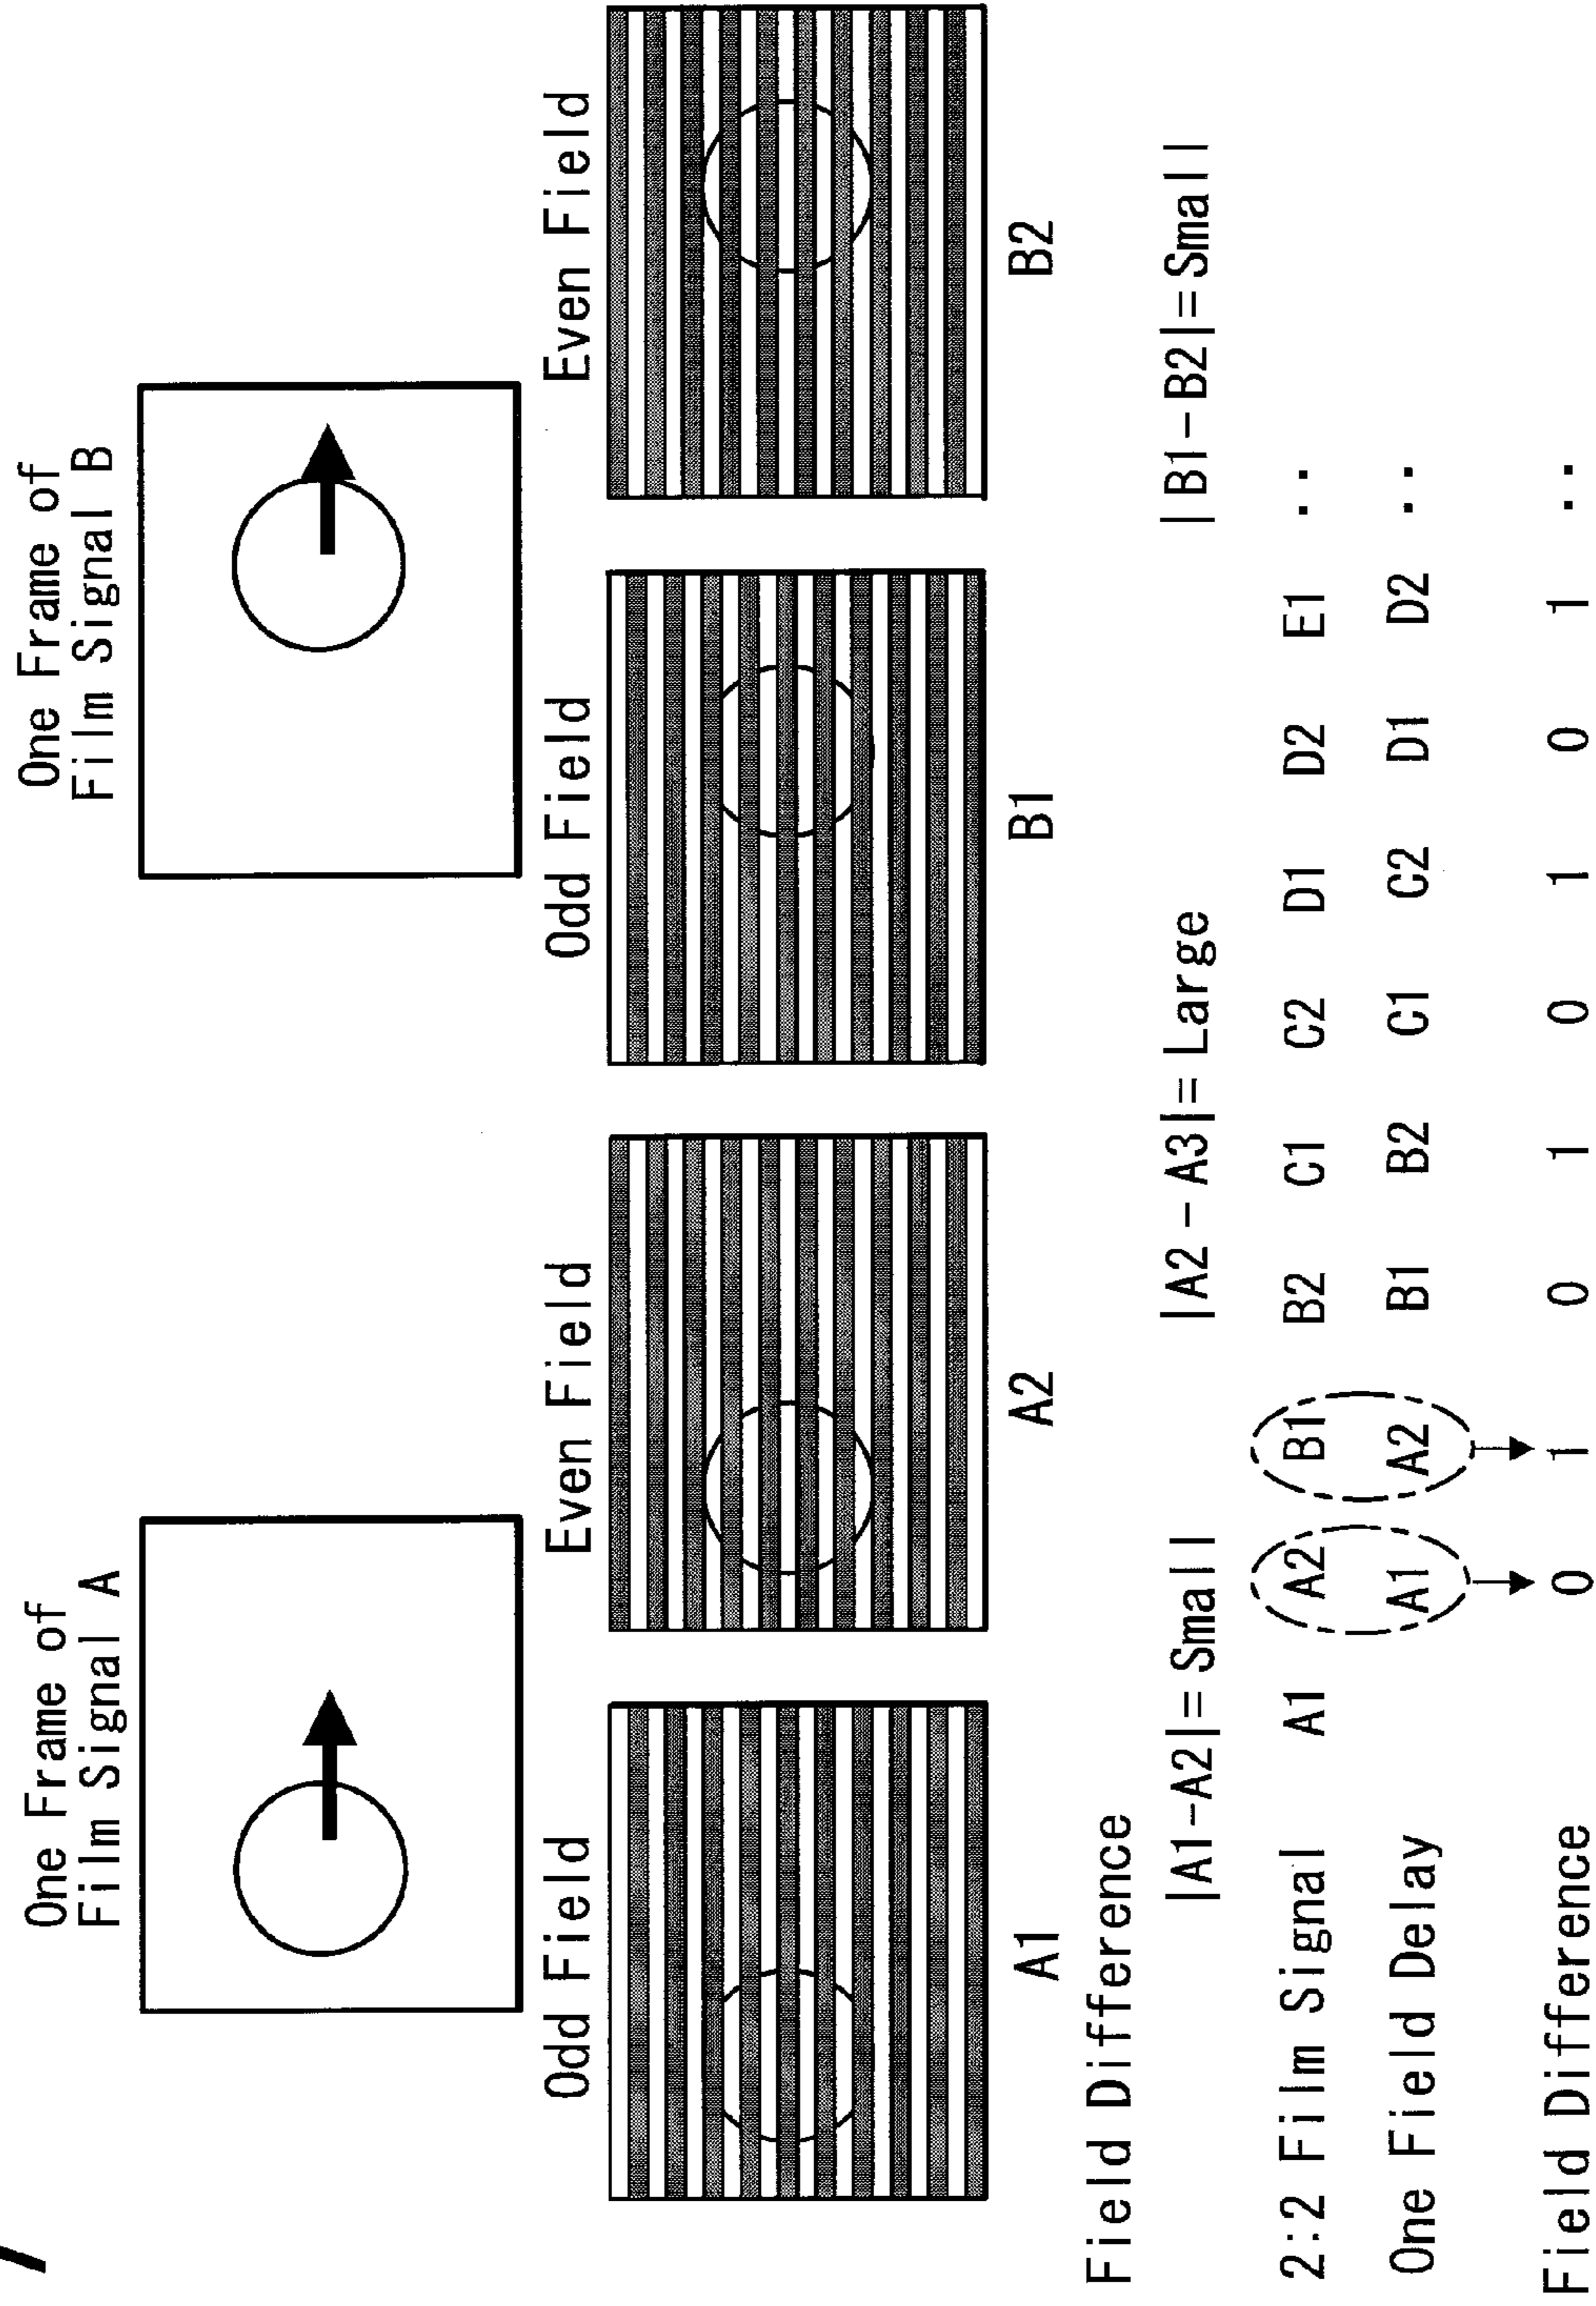 One Frame of
Film Signal A
One Frame of
Film Signal B
Odd Field
Even Field
Odd Field
Even Field
A1
A2
B1
B2
Field Difference
|A1-A2|= Small
|A2-A3|= Large
|B1-B2|= Small
2:2 Film Signal A1 A2 B1 B2 C1 C2 D1 D2 E1 ..
One Field Delay A1 A2 B1 B2 C1 C2 D1 D2 ..
Field Difference 0 1 0 1 0 1 0 1 ..